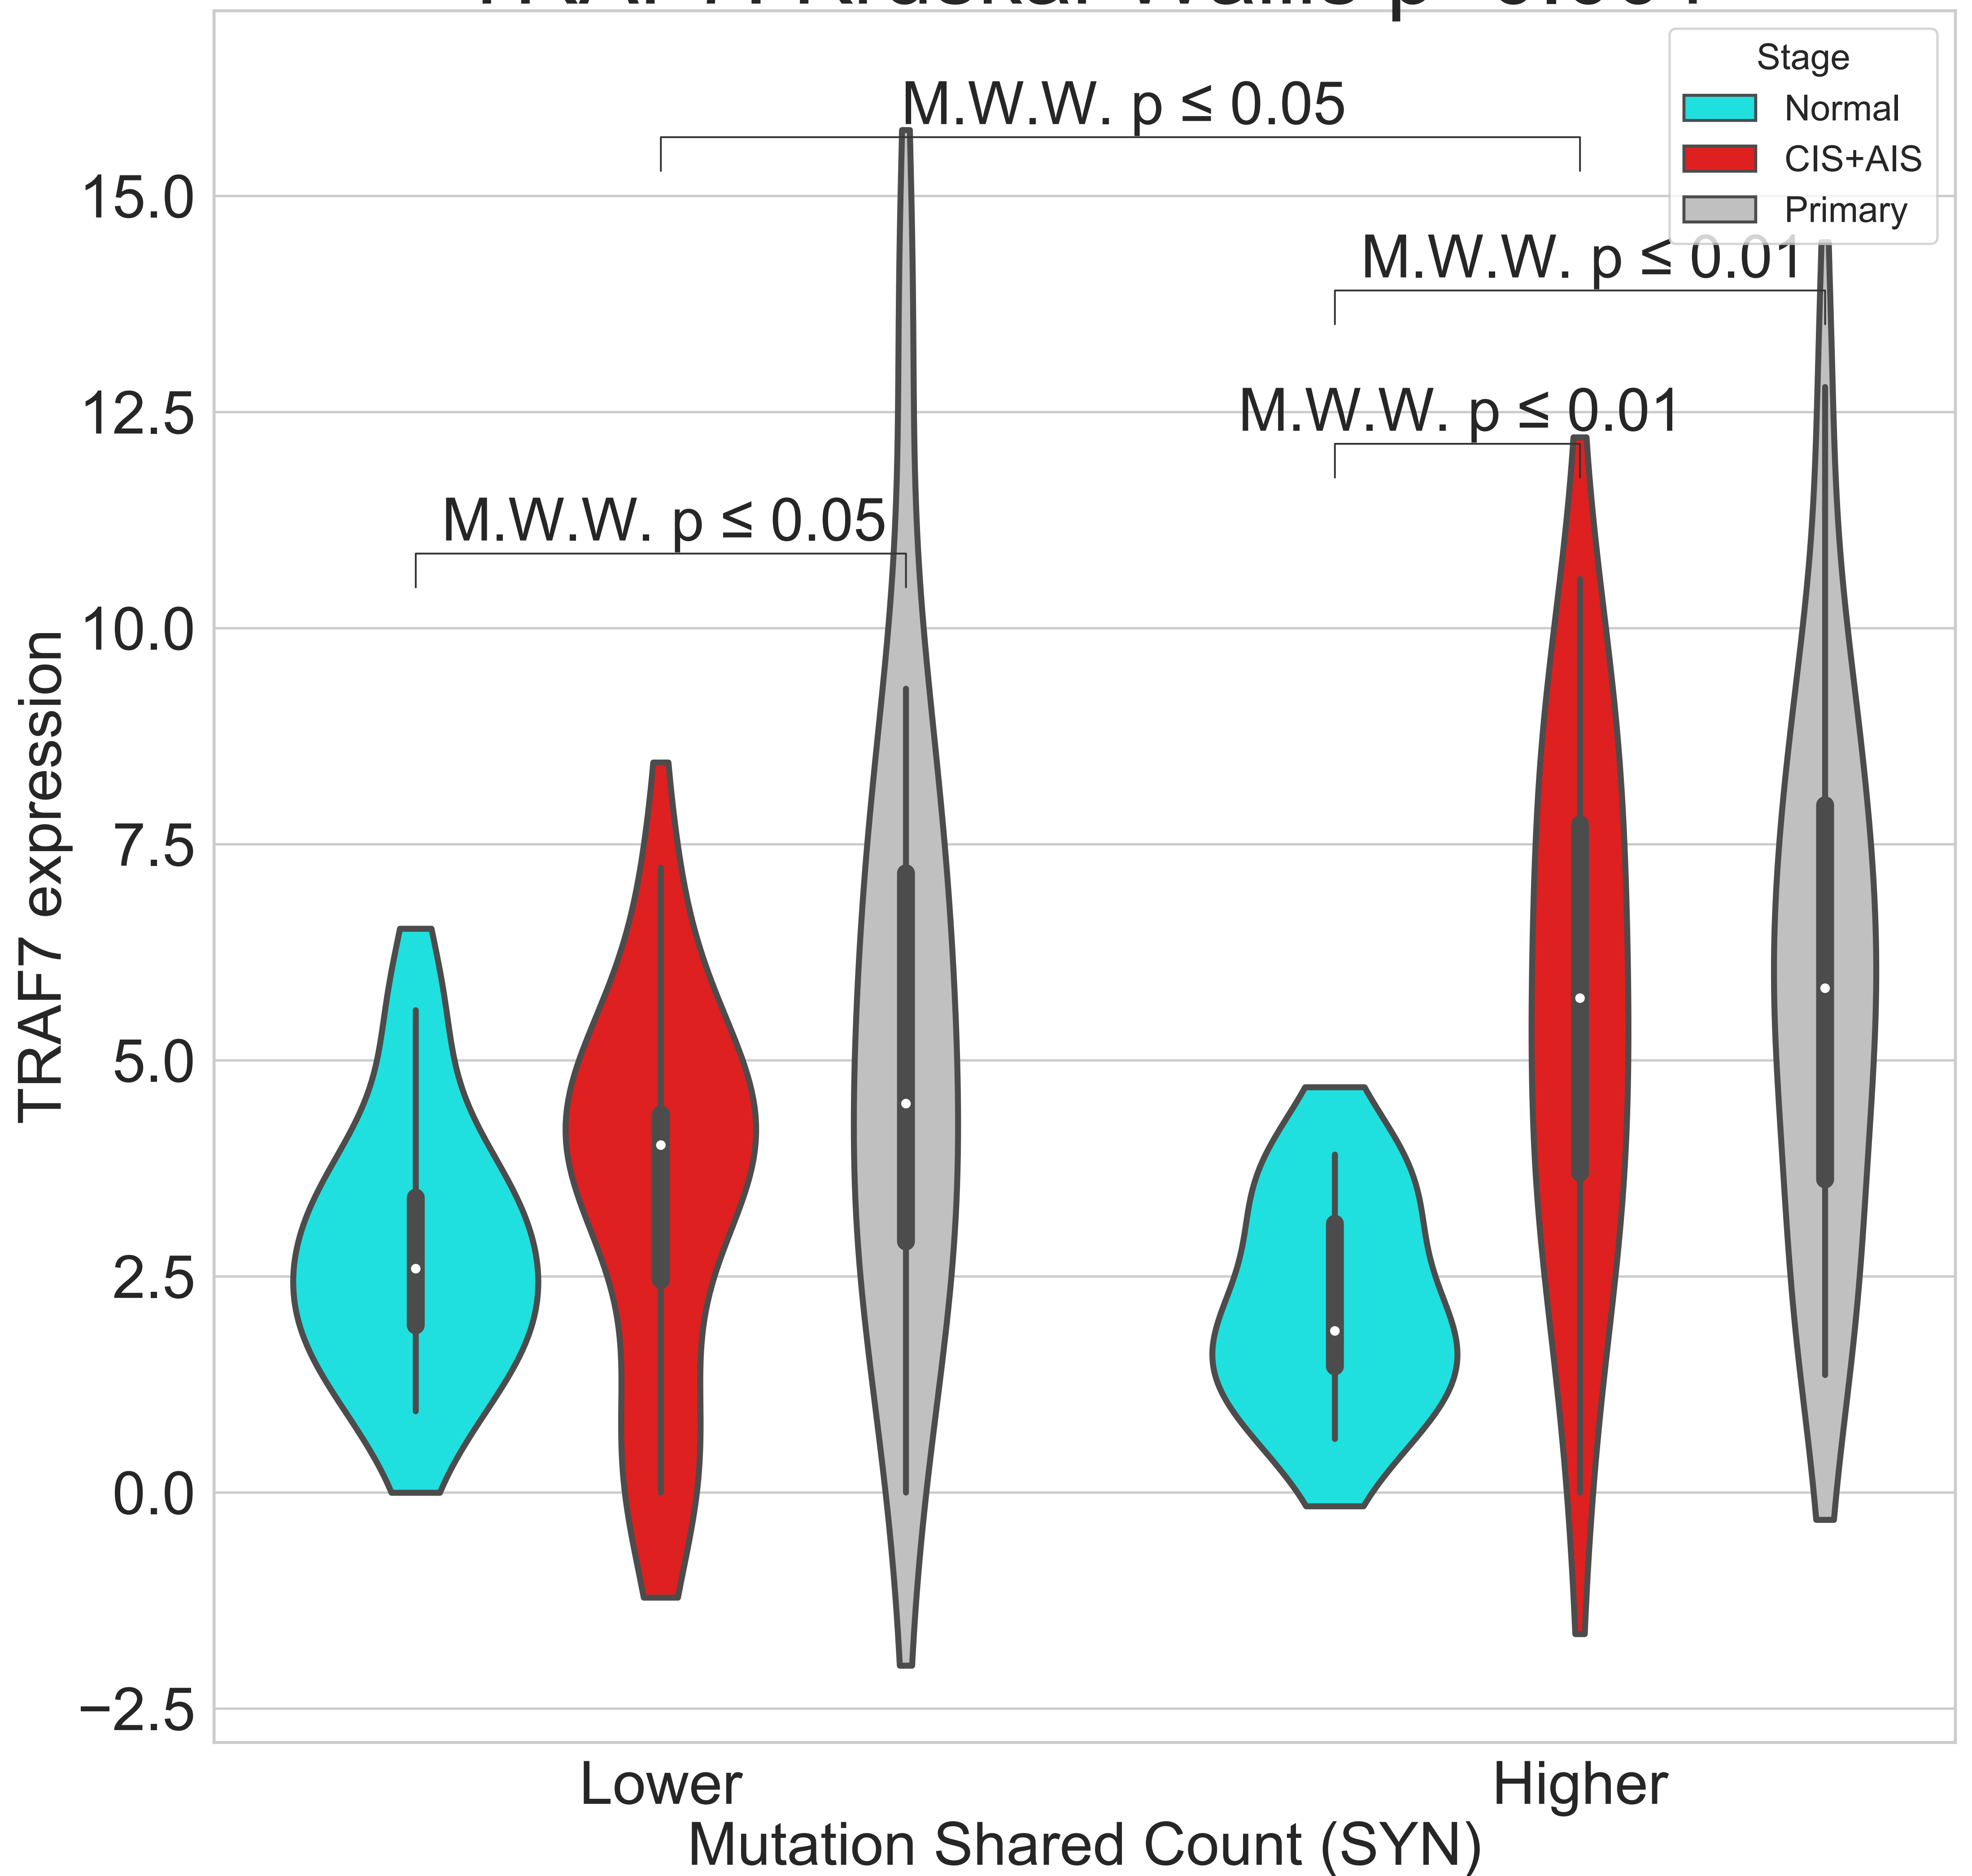 Stage
Normal
CIS+AIS
Primary
M.W.W. p ≤ 0.05
M.W.W. p ≤ 0.01
M.W.W. p ≤ 0.01
M.W.W. p ≤ 0.05
15.0
12.5
10.0
7.5
5.0
2.5
0.0
−2.5
TRAF7 expression
Lower
Higher
Mutation Shared Count (SYN)